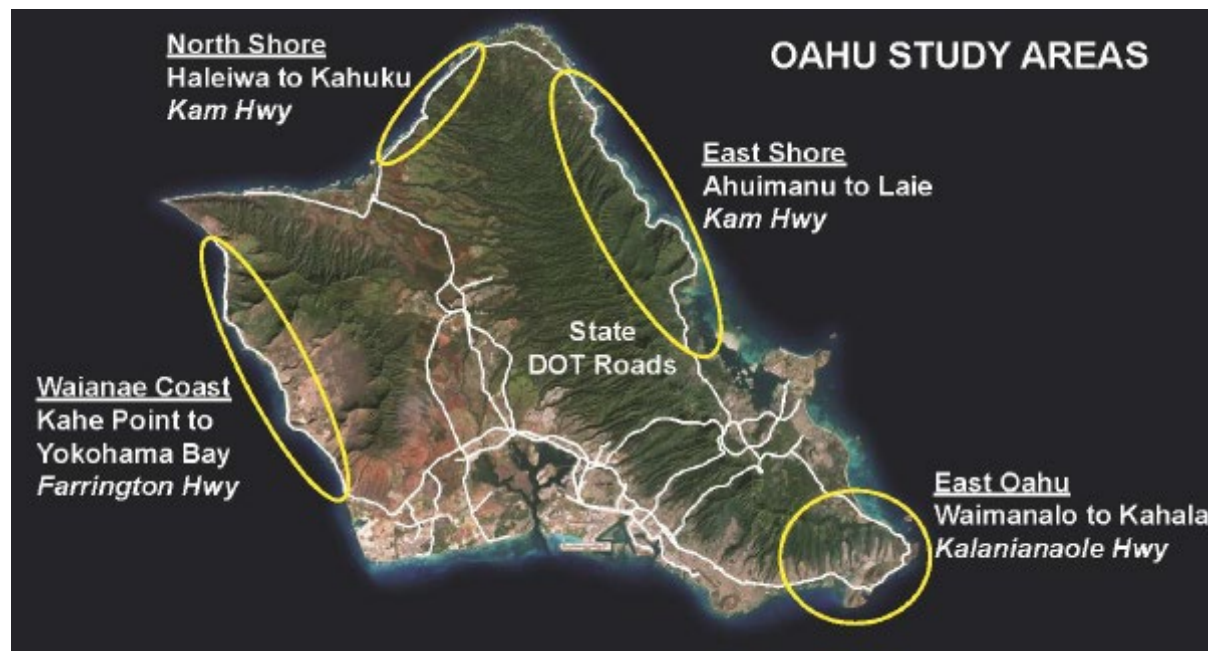 OAHU STUDY AREAS
North Shore
Haleiwa to Kahuku
Kam Hwy
East Shore
Ahuimanu to Laie
Kam Hwy
State
DOT Roads
Waianae Coast
Kahe Point to
Yokohama Bay
Farrington Hwy
East Oahu
Waimanalo to Kahala
Kalanianaole Hwy